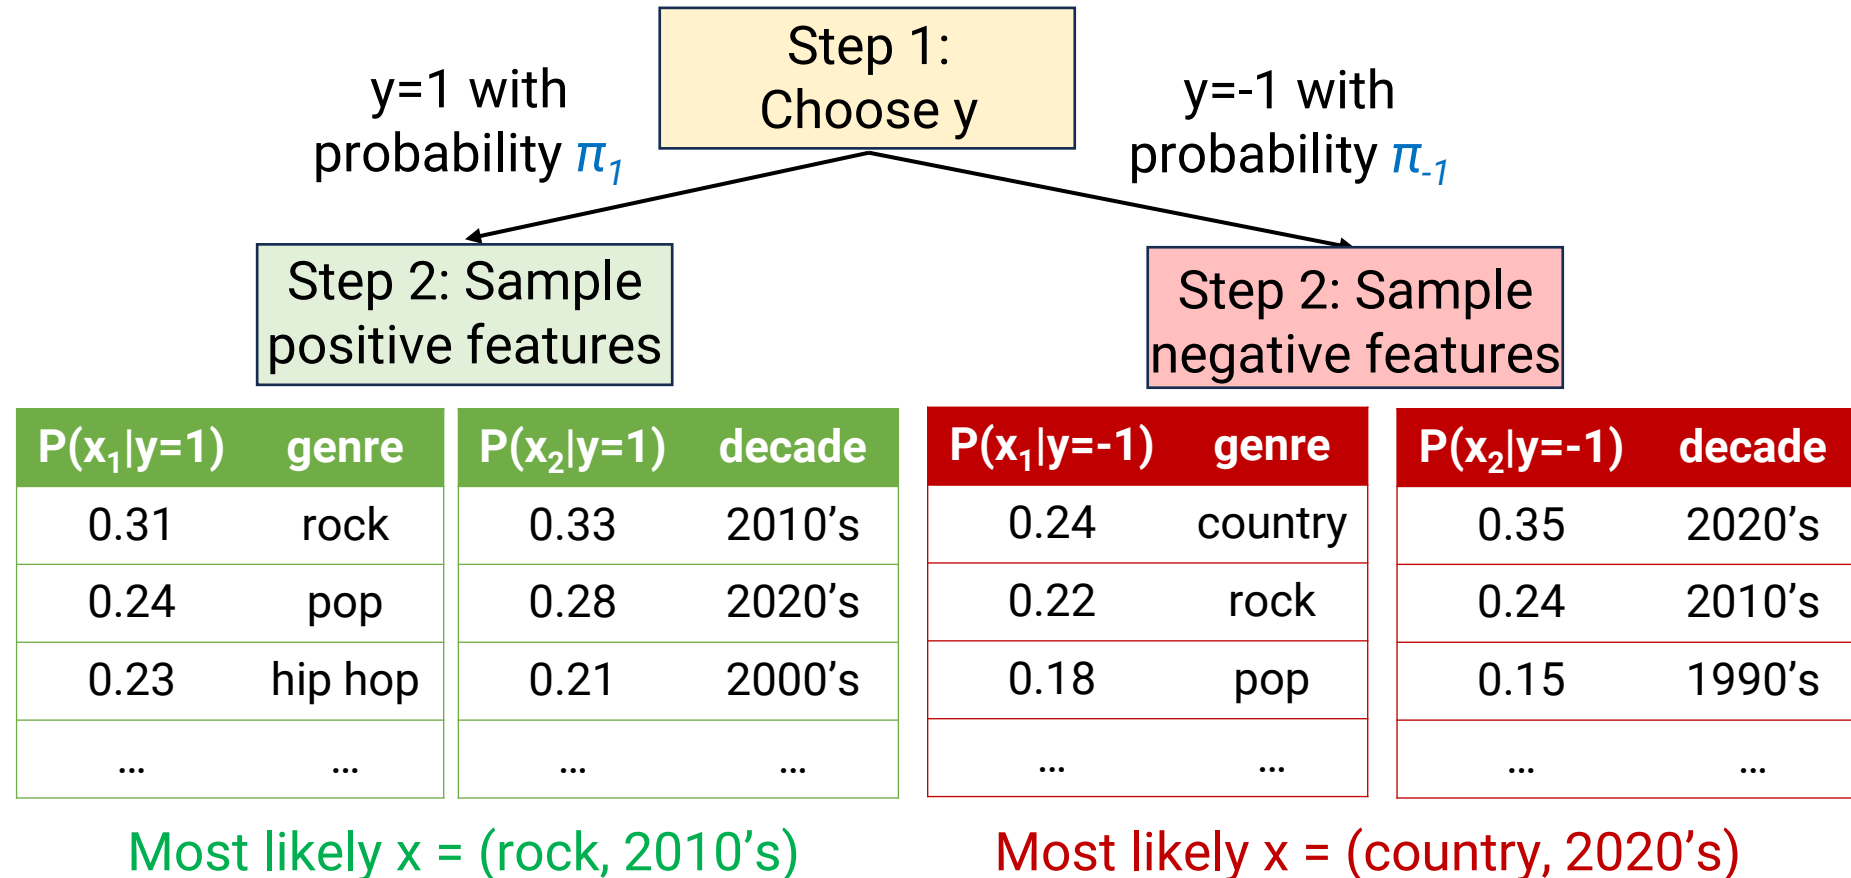 Step 1:
Choose y
y=1 with
probability π₁
y=-1 with
probability π₋₁
Step 2: Sample
positive features
Step 2: Sample
negative features
P(x₁|y=1) genre
0.31 rock
0.24 pop
0.23 hip hop
... ...
P(x₂|y=1) decade
0.33 2010's
0.28 2020's
0.21 2000's
... ...
P(x₁|y=-1) genre
0.24 country
0.22 rock
0.18 pop
... ...
P(x₂|y=-1) decade
0.35 2020's
0.24 2010's
0.15 1990's
... ...
Most likely x = (rock, 2010's)
Most likely x = (country, 2020's)